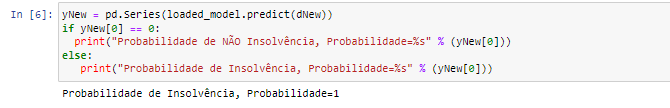 In [6]: yNew = pd.Series(loaded_model.predict(dNew))
if yNew[0] == 0:
  print("Probabilidade de NÃO Insolvência, Probabilidade=%s" % (yNew[0]))
else:
   print("Probabilidade de Insolvência, Probabilidade=%s" % (yNew[0]))
Probabilidade de Insolvência, Probabilidade=1